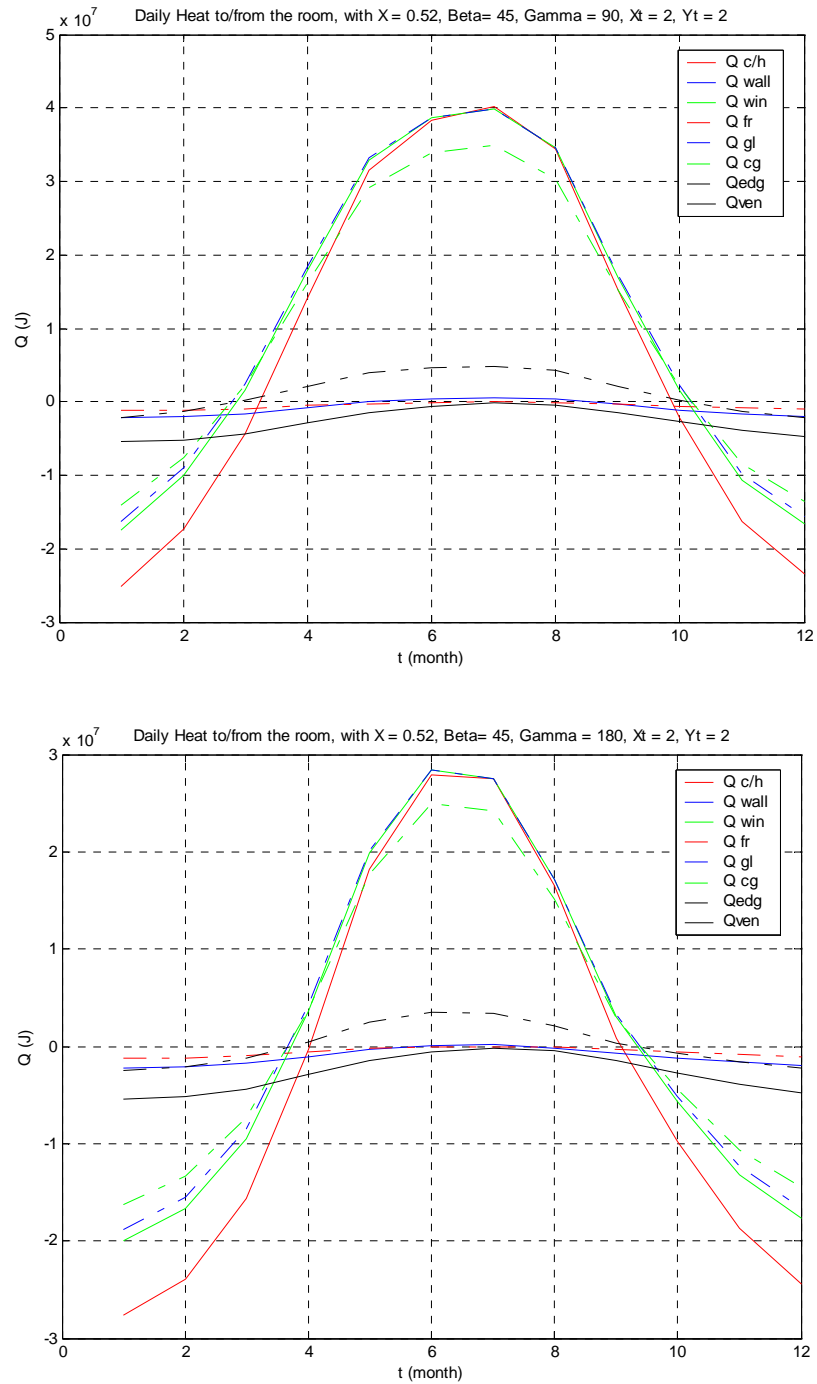 Daily Heat to/from the room, with X = 0.52, Beta= 45, Gamma = 90, Xt = 2, Yt = 2
x 10^7
5
4
3
2
1
0
-1
-2
-3
Q (J)
Q c/h
Q wall
Q win
Q fr
Q gl
Q cg
Qedg
Qven
0 2 4 6 8 10 12
t (month)
Daily Heat to/from the room, with X = 0.52, Beta= 45, Gamma = 180, Xt = 2, Yt = 2
x 10^7
3
2
1
0
-1
-2
-3
Q (J)
Q c/h
Q wall
Q win
Q fr
Q gl
Q cg
Qedg
Qven
0 2 4 6 8 10 12
t (month)